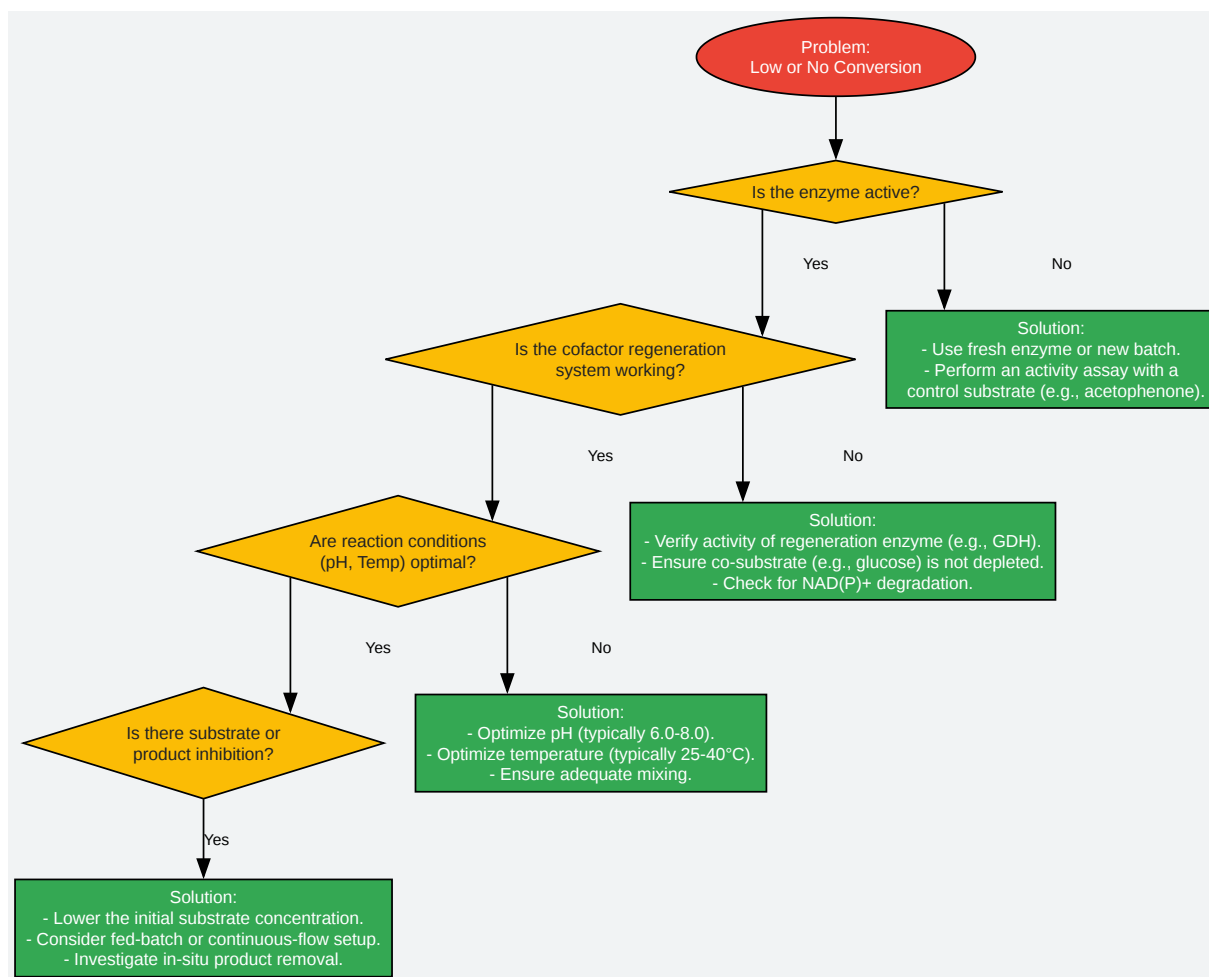 Problem:
Low or No Conversion
Is the enzyme active?
Yes
No
Is the cofactor regeneration
system working?
Solution:
- Use fresh enzyme or new batch.
- Perform an activity assay with a
control substrate (e.g., acetophenone).
Yes
No
Are reaction conditions
(pH, Temp) optimal?
Solution:
- Verify activity of regeneration enzyme (e.g., GDH).
- Ensure co-substrate (e.g., glucose) is not depleted.
- Check for NAD(P)+ degradation.
Yes
No
Is there substrate or
product inhibition?
Solution:
- Optimize pH (typically 6.0-8.0).
- Optimize temperature (typically 25-40°C).
- Ensure adequate mixing.
Yes
Solution:
- Lower the initial substrate concentration.
- Consider fed-batch or continuous-flow setup.
- Investigate in-situ product removal.